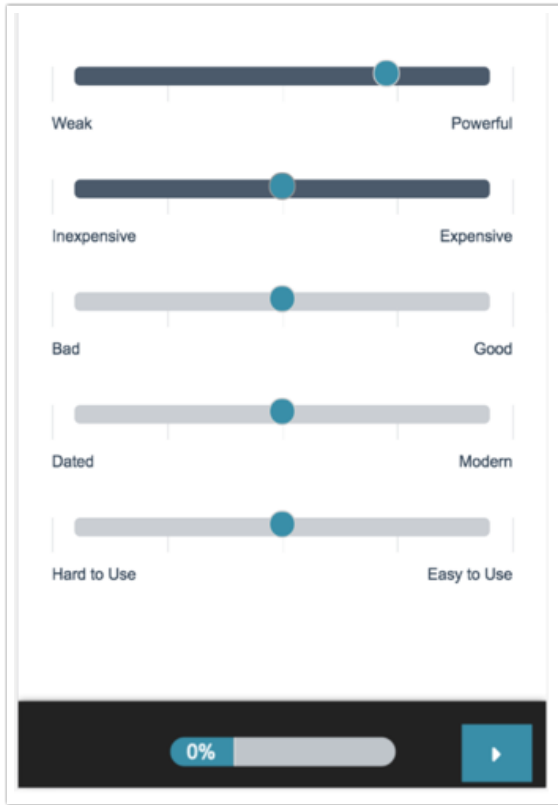 Weak Powerful
Inexpensive Expensive
Bad Good
Dated Modern
Hard to Use Easy to Use
0%